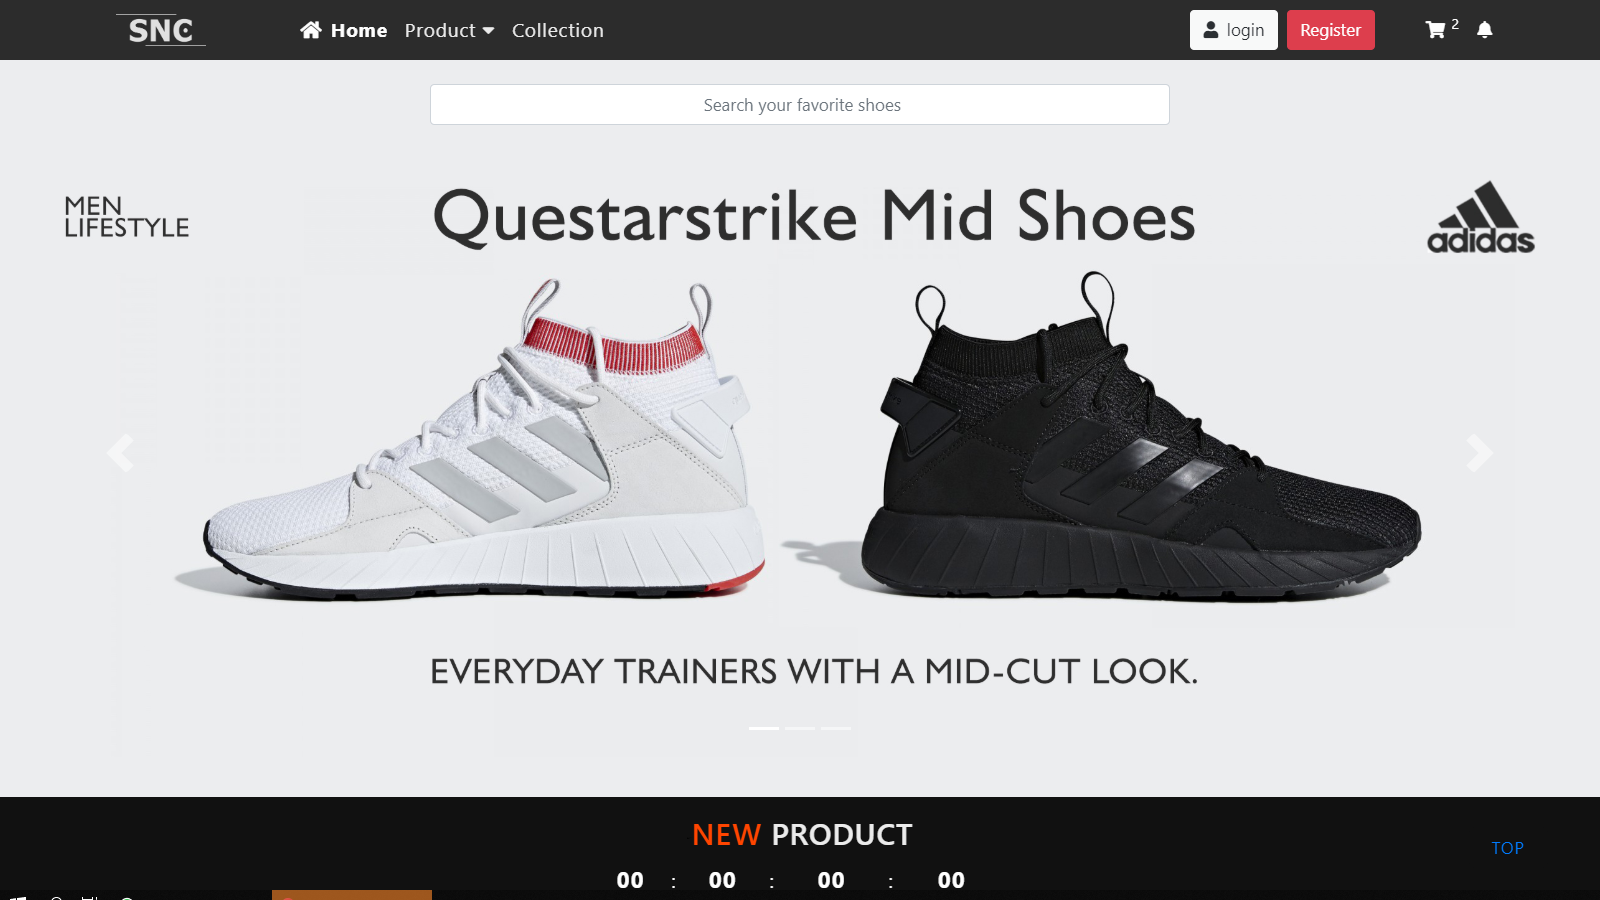 SNC
Home
Product
Collection
login
Register
2
Search your favorite shoes
MEN
LIFESTYLE
Questarstrike Mid Shoes
adidas
EVERYDAY TRAINERS WITH A MID-CUT LOOK.
NEW PRODUCT
TOP
00 : 00 : 00 : 00